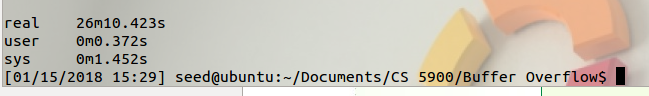 real    26m10.423s
user    0m0.372s
sys     0m1.452s
[01/15/2018 15:29] seed@ubuntu:~/Documents/CS 5900/Buffer Overflow$